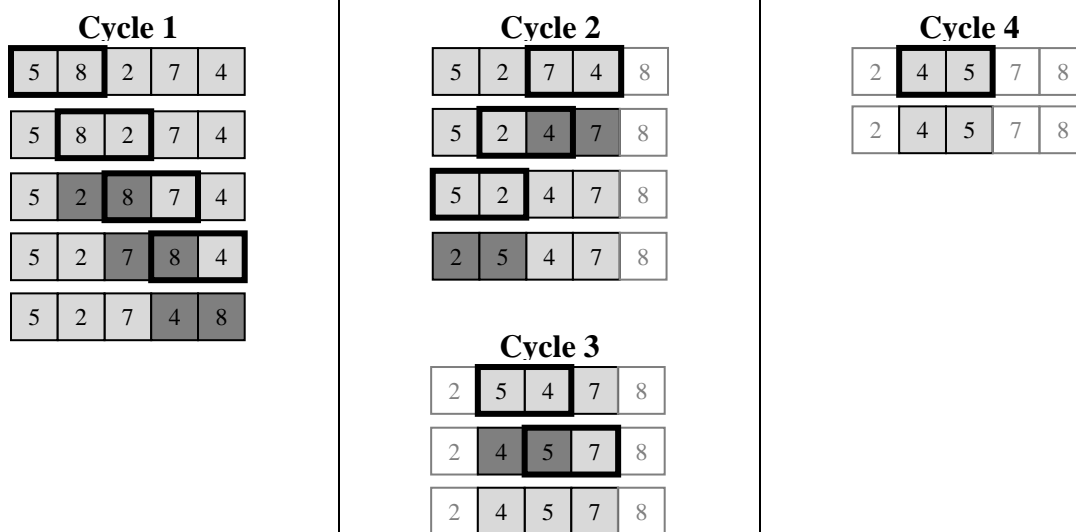 Cycle 1
5 8 2 7 4
5 8 2 7 4
5 2 8 7 4
5 2 7 8 4
5 2 7 4 8
Cycle 2
5 2 7 4 8
5 2 4 7 8
5 2 4 7 8
2 5 4 7 8
Cycle 3
2 5 4 7 8
2 4 5 7 8
2 4 5 7 8
Cycle 4
2 4 5 7 8
2 4 5 7 8